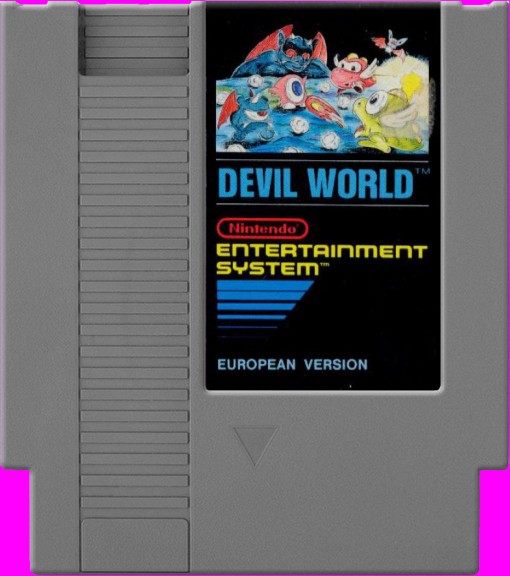 DEVIL WORLD™
Nintendo®
ENTERTAINMENT
SYSTEM™
EUROPEAN VERSION